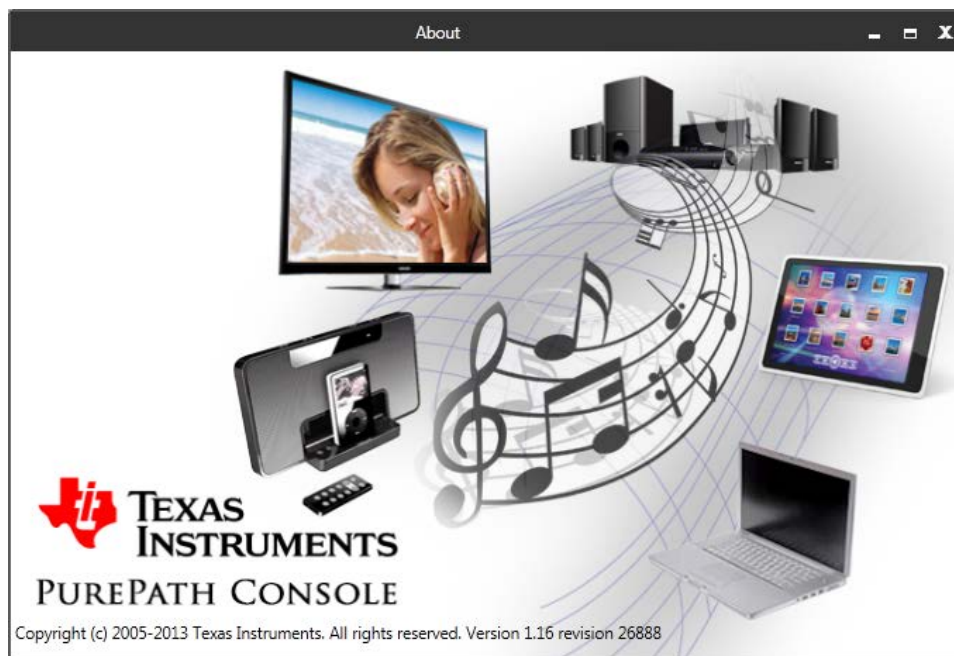 About
TEXAS
INSTRUMENTS
PUREPATH CONSOLE
Copyright (c) 2005-2013 Texas Instruments. All rights reserved. Version 1.16 revision 26888